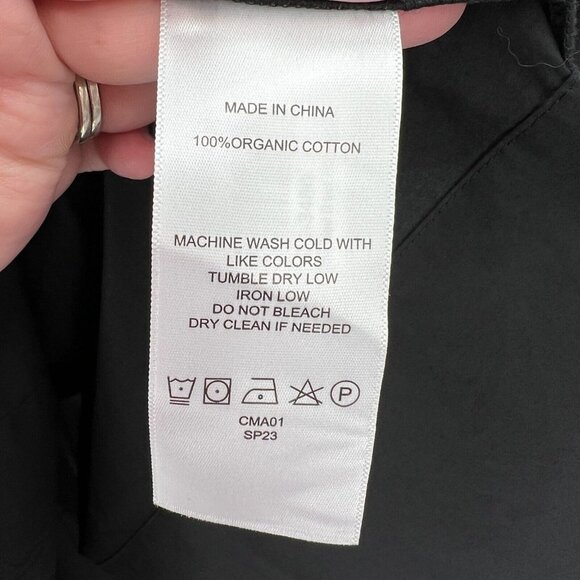 MADE IN CHINA
100%ORGANIC COTTON
MACHINE WASH COLD WITH
LIKE COLORS
TUMBLE DRY LOW
IRON LOW
DO NOT BLEACH
DRY CLEAN IF NEEDED
P
CMA01
SP23